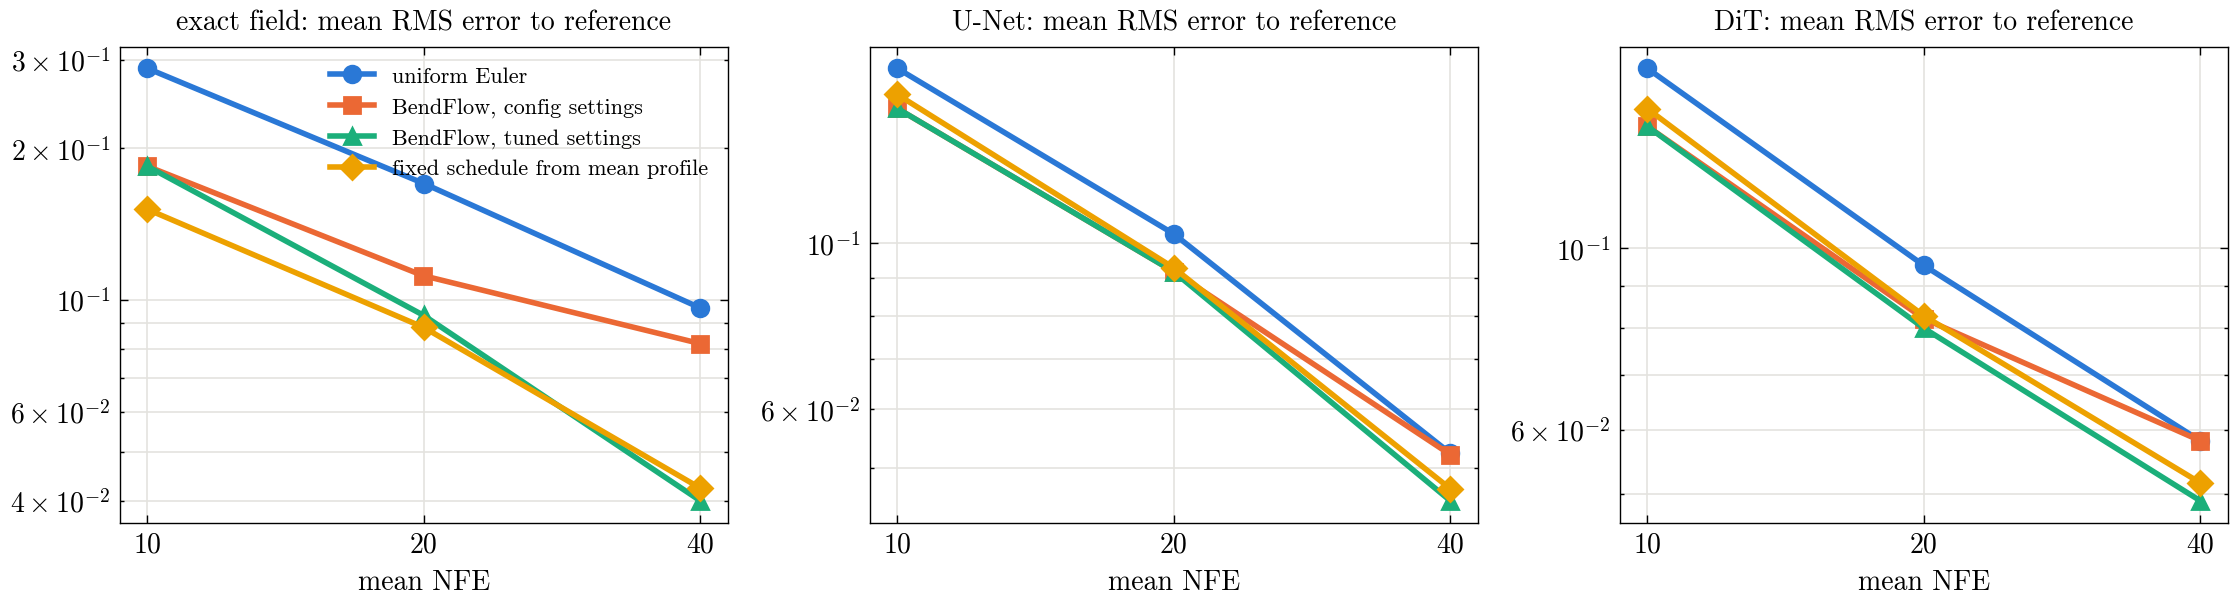 exact field: mean RMS error to reference
3 × 10⁻¹
2 × 10⁻¹
10⁻¹
6 × 10⁻²
4 × 10⁻²
uniform Euler
BendFlow, config settings
BendFlow, tuned settings
fixed schedule from mean profile
10 20 40
mean NFE
U-Net: mean RMS error to reference
10⁻¹
6 × 10⁻²
10 20 40
mean NFE
DiT: mean RMS error to reference
10⁻¹
6 × 10⁻²
10 20 40
mean NFE